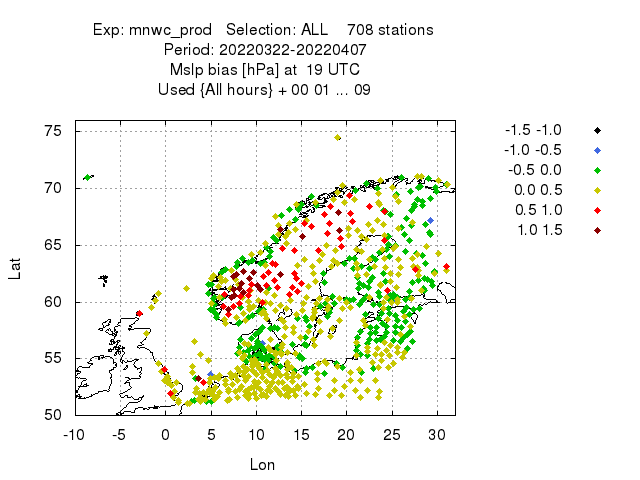 Exp: mnwc_prod Selection: ALL 708 stations
Period: 20220322-20220407
Mslp bias [hPa] at 19 UTC
Used {All hours} + 00 01 ... 09
-1.5 -1.0
-1.0 -0.5
-0.5 0.0
0.0 0.5
0.5 1.0
1.0 1.5
75
70
65
60
55
50
Lat
-10 -5 0 5 10 15 20 25 30
Lon